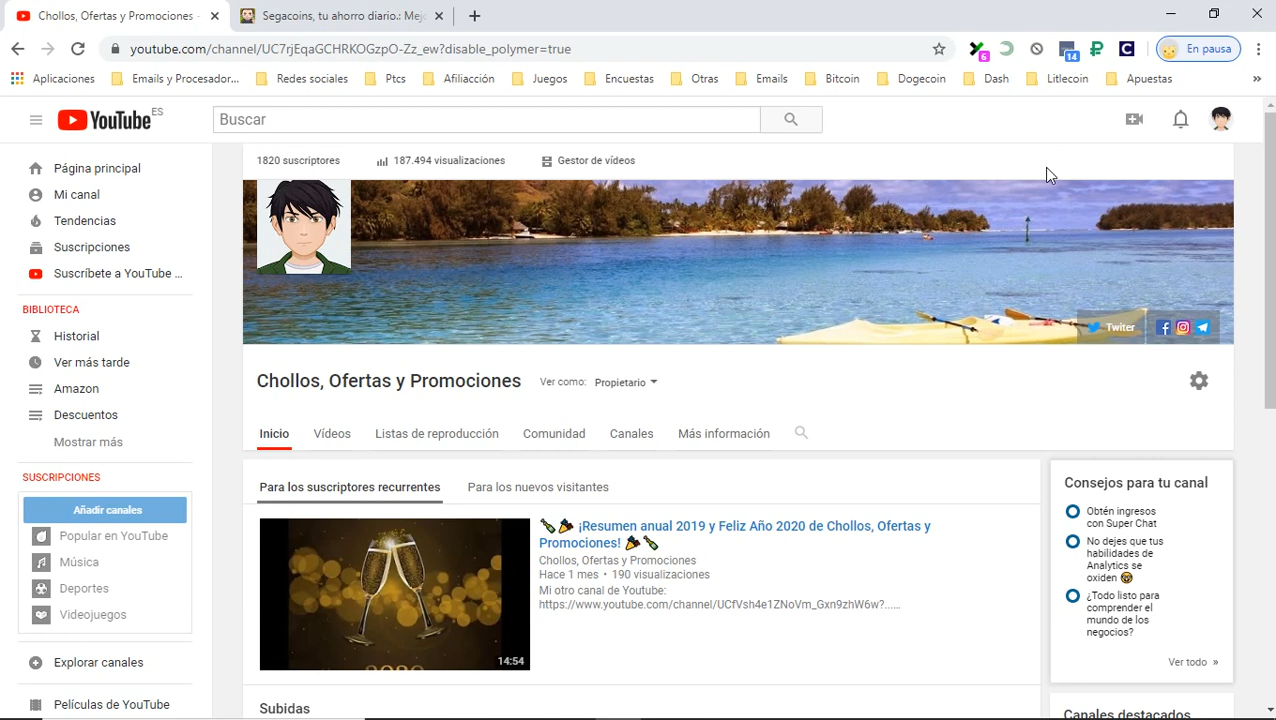 Chollos, Ofertas y Promociones -
Segacoins, tu ahorro diario.: Mejo
youtube.com/channel/UC7rjEqaGCHRKOGzpO-Zz_ew?disable_polymer=true
6
14
En pausa
Aplicaciones
Emails y Procesador...
Redes sociales
Ptcs
Afiliacción
Juegos
Encuestas
Otras
Emails
Bitcoin
Dogecoin
Dash
Litlecoin
Apuestas
»
YouTube ES
Buscar
1820 suscriptores
187.494 visualizaciones
Gestor de vídeos
Página principal
Mi canal
Tendencias
Suscripciones
Suscríbete a YouTube ...
BIBLIOTECA
Historial
Ver más tarde
Amazon
Descuentos
Mostrar más
SUSCRIPCIONES
Añadir canales
Popular en YouTube
Música
Deportes
Videojuegos
Explorar canales
Películas de YouTube
Twiter
Chollos, Ofertas y Promociones
Ver como: Propietario
Inicio
Vídeos
Listas de reproducción
Comunidad
Canales
Más información
Para los suscriptores recurrentes
Para los nuevos visitantes
2020
14:54
🍾🎉 ¡Resumen anual 2019 y Feliz Año 2020 de Chollos, Ofertas y
Promociones! 🎉🍾
Chollos, Ofertas y Promociones
Hace 1 mes • 190 visualizaciones
Mi otro canal de Youtube:
https://www.youtube.com/channel/UCfVsh4e1ZNoVm_Gxn9zhW6w?......
Subidas
Consejos para tu canal
Obtén ingresos
con Super Chat
No dejes que tus
habilidades de
Analytics se
oxiden 🤓
¿Todo listo para
comprender el
mundo de los
negocios?
Ver todo »
Canales destacados